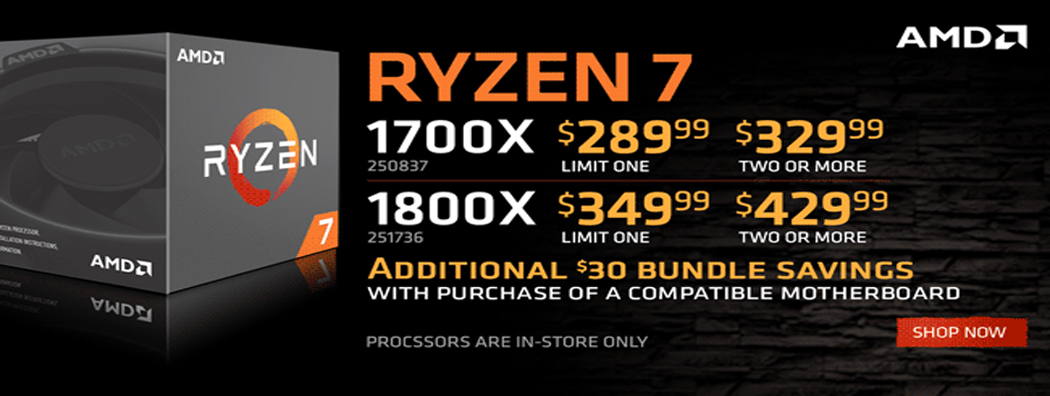 AMD
AMD
RYZEN
7
AMD
AMD
RYZEN 7
1700X $289.99 $329.99
250837 LIMIT ONE TWO OR MORE
1800X $349.99 $429.99
251736 LIMIT ONE TWO OR MORE
ADDITIONAL $30 BUNDLE SAVINGS
WITH PURCHASE OF A COMPATIBLE MOTHERBOARD
PROCSSORS ARE IN-STORE ONLY
SHOP NOW